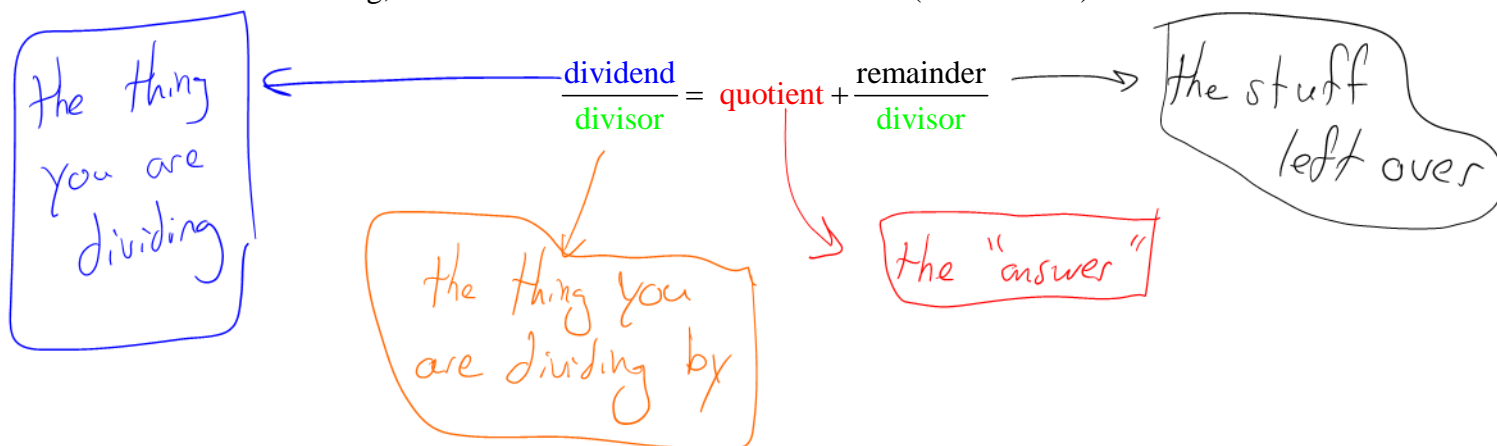 the thing
you are
dividing
dividend
divisor
= quotient +
remainder
divisor
the stuff
left over
the thing you
are dividing by
the "answer"